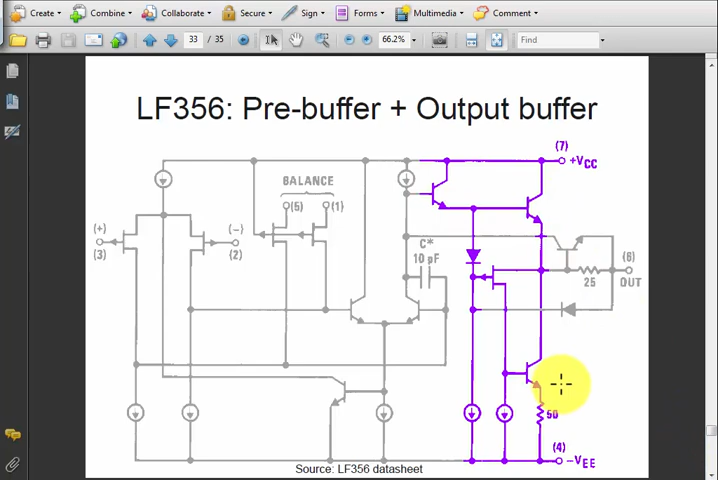 Create Combine Collaborate Secure Sign Forms Multimedia Comment
33 / 35 66.2% Find
LF356: Pre-buffer + Output buffer
(7)
+VCC
BALANCE
(5) (1)
(+)
(3)
(-)
(2)
C*
10 pF
(6)
OUT
25
50
(4)
-VEE
Source: LF356 datasheet